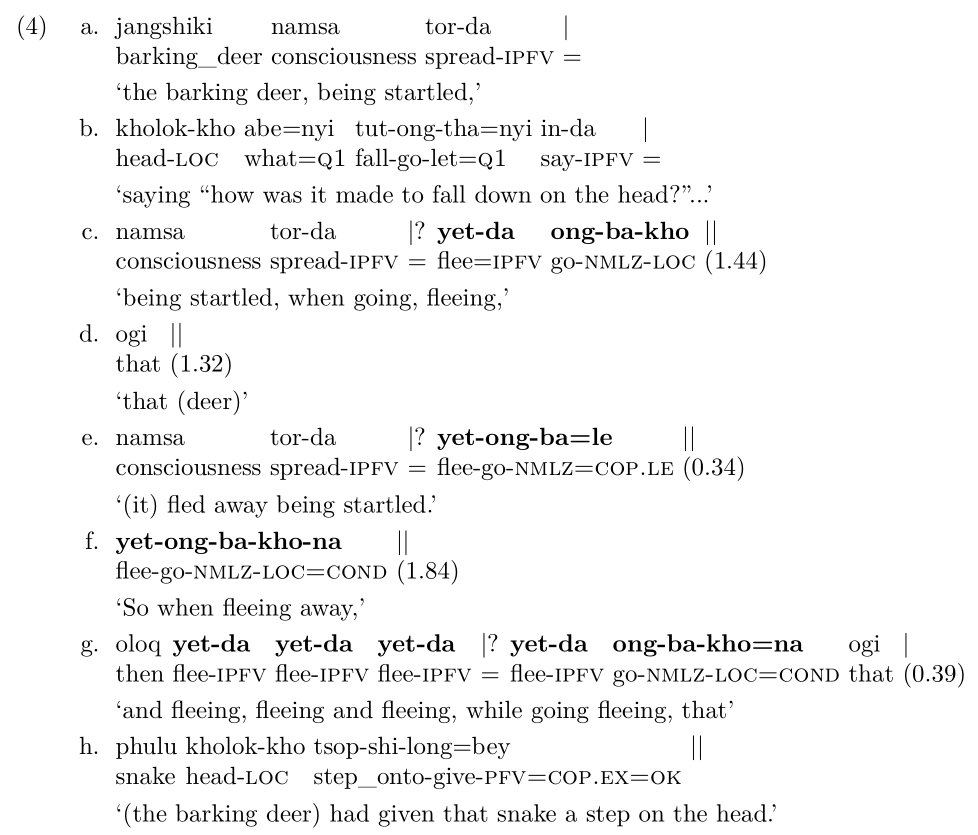 (4) a. jangshiki namsa tor-da |
barking_deer consciousness spread-IPFV =
‘the barking deer, being startled,’
b. kholok-kho abe=nyi tut-ong-tha=nyi in-da |
head-LOC what=Q1 fall-go-let=Q1 say-IPFV =
‘saying “how was it made to fall down on the head?”...’
c. namsa tor-da |? yet-da ong-ba-kho ||
consciousness spread-IPFV = flee=IPFV go-NMLZ-LOC (1.44)
‘being startled, when going, fleeing,’
d. ogi ||
that (1.32)
‘that (deer)’
e. namsa tor-da |? yet-ong-ba=le ||
consciousness spread-IPFV = flee-go-NMLZ=COP.LE (0.34)
‘(it) fled away being startled.’
f. yet-ong-ba-kho-na ||
flee-go-NMLZ-LOC=COND (1.84)
‘So when fleeing away,’
g. oloq yet-da yet-da yet-da |? yet-da ong-ba-kho=na ogi |
then flee-IPFV flee-IPFV flee-IPFV = flee-IPFV go-NMLZ-LOC=COND that (0.39)
‘and fleeing, fleeing and fleeing, while going fleeing, that’
h. phulu kholok-kho tsop-shi-long=bey ||
snake head-LOC step_onto-give-PFV=COP.EX=OK
‘(the barking deer) had given that snake a step on the head.’